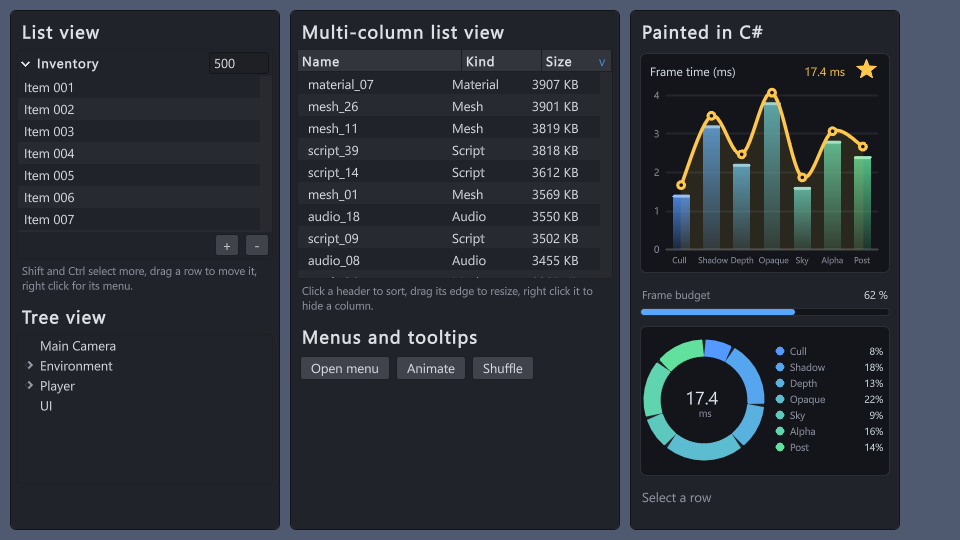 List view
Inventory 500
Item 001
Item 002
Item 003
Item 004
Item 005
Item 006
Item 007
+ -
Shift and Ctrl select more, drag a row to move it,
right click for its menu.
Tree view
Main Camera
Environment
Player
UI
Multi-column list view
Name Kind Size v
material_07 Material 3907 KB
mesh_26 Mesh 3901 KB
mesh_11 Mesh 3819 KB
script_39 Script 3818 KB
script_14 Script 3612 KB
mesh_01 Mesh 3569 KB
audio_18 Audio 3550 KB
script_09 Script 3502 KB
audio_08 Audio 3455 KB
Click a header to sort, drag its edge to resize, right click it to
hide a column.
Menus and tooltips
Open menu Animate Shuffle
Painted in C#
Frame time (ms) 17.4 ms
4
3
2
1
0
Cull Shadow Depth Opaque Sky Alpha Post
Frame budget 62 %
17.4
ms
Cull 8%
Shadow 18%
Depth 13%
Opaque 22%
Sky 9%
Alpha 16%
Post 14%
Select a row